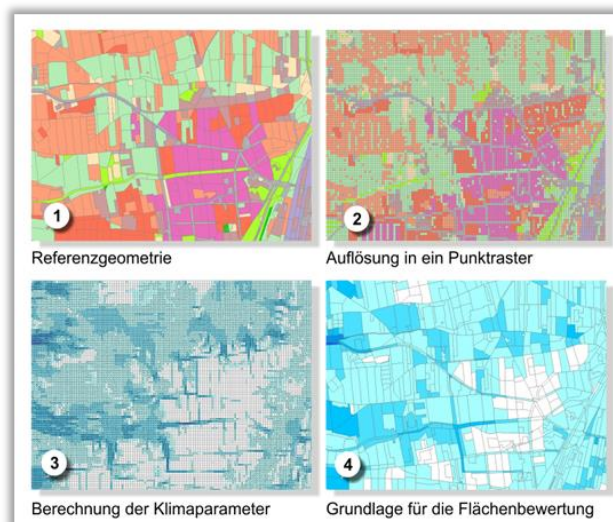 1
2
Referenzgeometrie
Auflösung in ein Punktraster
3
4
Berechnung der Klimaparameter
Grundlage für die Flächenbewertung